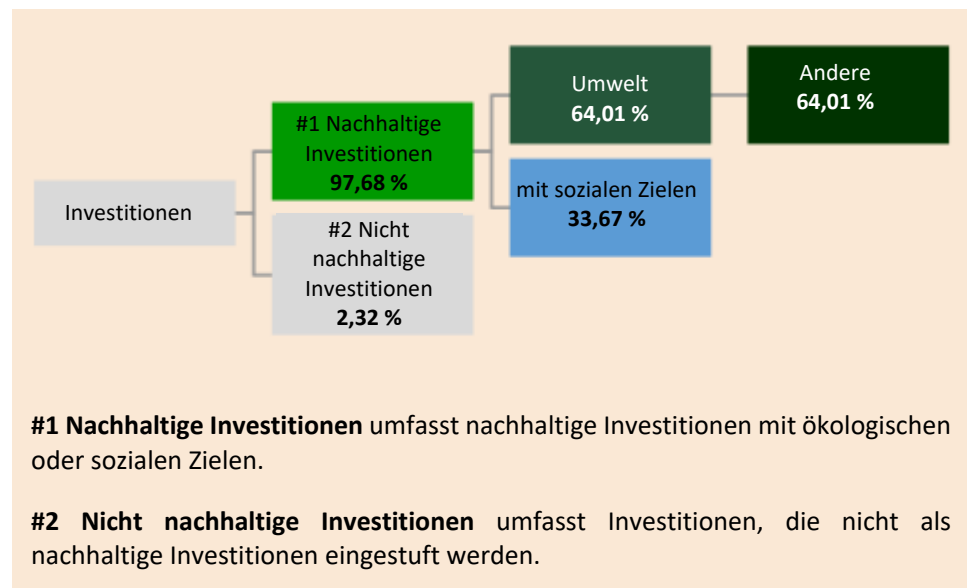 Investitionen
#1 Nachhaltige
Investitionen
97,68 %
#2 Nicht
nachhaltige
Investitionen
2,32 %
Umwelt
64,01 %
mit sozialen Zielen
33,67 %
Andere
64,01 %
#1 Nachhaltige Investitionen umfasst nachhaltige Investitionen mit ökologischen
oder sozialen Zielen.
#2 Nicht nachhaltige Investitionen umfasst Investitionen, die nicht als
nachhaltige Investitionen eingestuft werden.